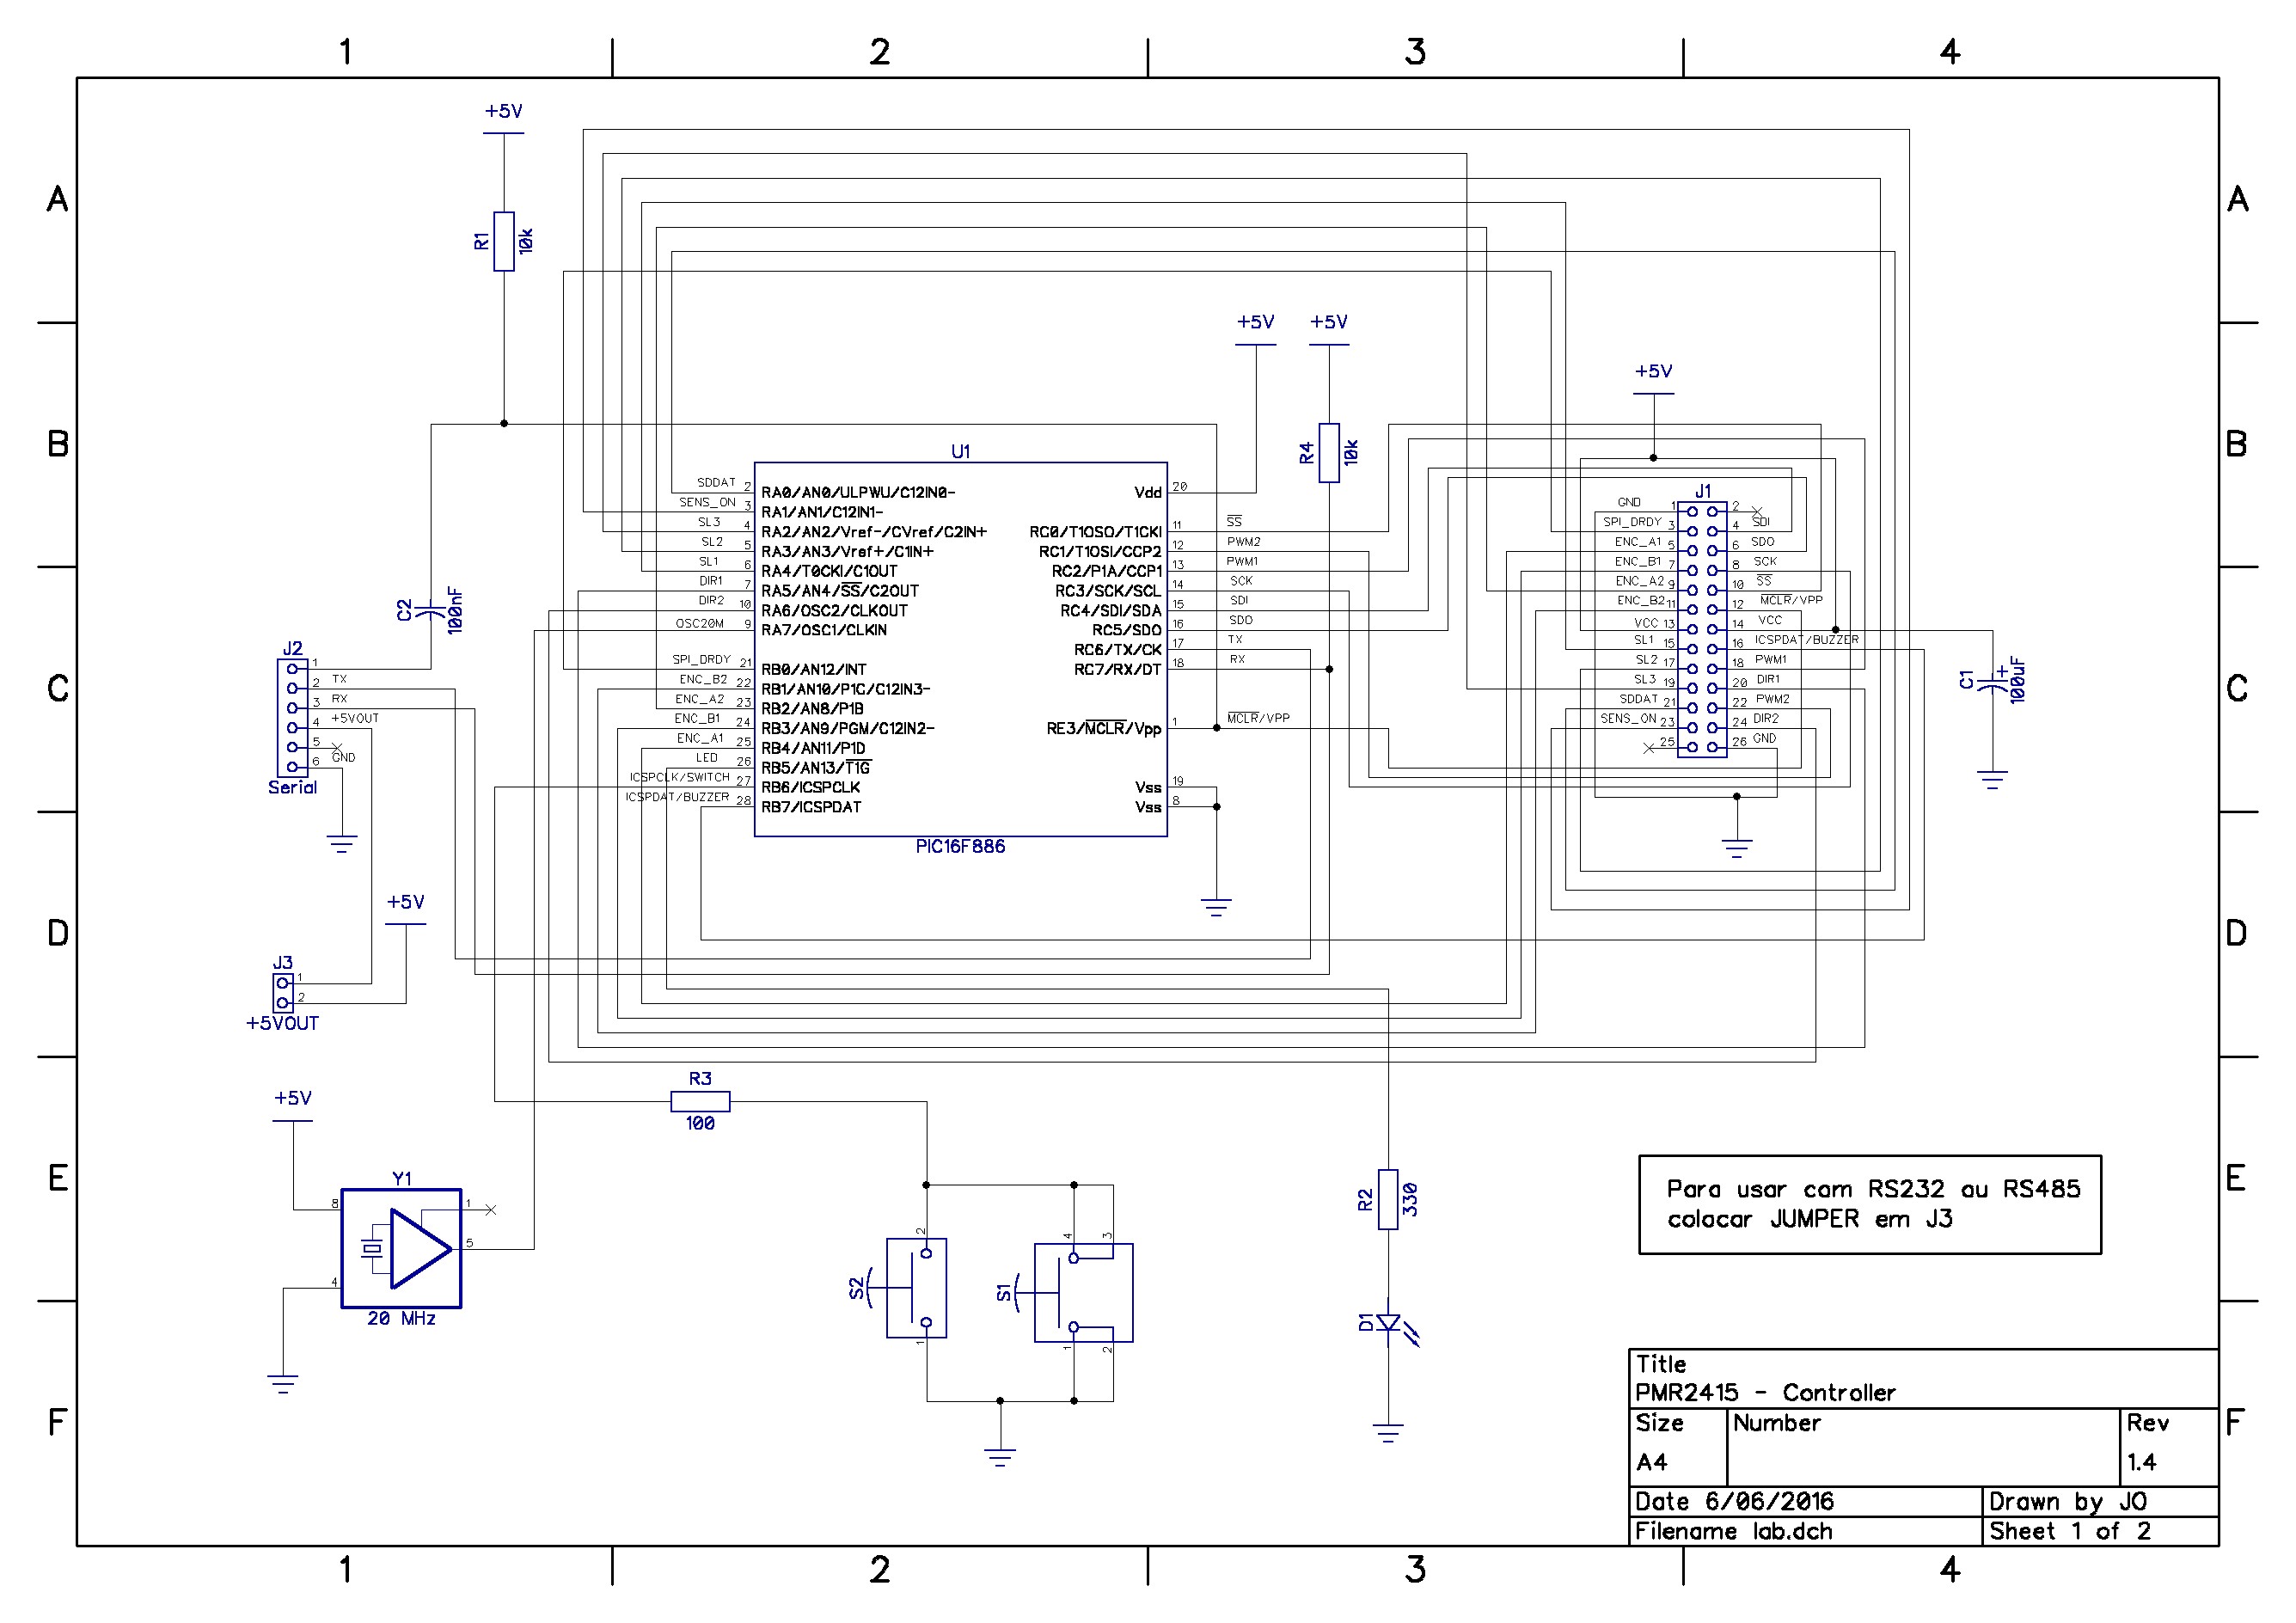 1 2 3 4
A A
B B
C C
D D
E E
F F
+5V
R1
10k
+5V
+5V
R4
10k
+5V
U1
SDDAT 2 RA0/AN0/ULPWU/C12IN0-
SENS_ON 3 RA1/AN1/C12IN1-
SL3 4 RA2/AN2/Vref-/CVref/C2IN+
SL2 5 RA3/AN3/Vref+/C1IN+
SL1 6 RA4/T0CKI/C1OUT
DIR1 7 RA5/AN4/SS/C2OUT
DIR2 10 RA6/OSC2/CLKOUT
OSC20M 9 RA7/OSC1/CLKIN
SPI_DRDY 21 RB0/AN12/INT
ENC_B2 22 RB1/AN10/P1C/C12IN3-
ENC_A2 23 RB2/AN8/P1B
ENC_B1 24 RB3/AN9/PGM/C12IN2-
ENC_A1 25 RB4/AN11/P1D
LED 26 RB5/AN13/T1G
ICSPCLK/SWITCH 27 RB6/ICSPCLK
ICSPDAT/BUZZER 28 RB7/ICSPDAT
Vdd 20
RC0/T1OSO/T1CKI 11 SS
RC1/T1OSI/CCP2 12 PWM2
RC2/P1A/CCP1 13 PWM1
RC3/SCK/SCL 14 SCK
RC4/SDI/SDA 15 SDI
RC5/SDO 16 SDO
RC6/TX/CK 17 TX
RC7/RX/DT 18 RX
RE3/MCLR/Vpp 1 MCLR/VPP
Vss 19
Vss 8
PIC16F886
J1
GND 1 2
SPI_DRDY 3 4 SDI
ENC_A1 5 6 SDO
ENC_B1 7 8 SCK
ENC_A2 9 10 SS
ENC_B2 11 12 MCLR/VPP
VCC 13 14 VCC
SL1 15 16 ICSPDAT/BUZZER
SL2 17 18 PWM1
SL3 19 20 DIR1
SDDAT 21 22 PWM2
SENS_ON 23 24 DIR2
25 26 GND
C1
+
100uF
C2
100nF
J2
1
2 TX
3 RX
4 +5VOUT
5
6 GND
Serial
+5V
J3
1
2
+5VOUT
+5V
Y1
8
1
5
4
20 MHz
R3
100
S2
2
1
S1
4
3
1
2
R2
330
D1
Para usar com RS232 ou RS485
colocar JUMPER em J3
Title
PMR2415 - Controller
Size Number Rev
A4 1.4
Date 6/06/2016 Drawn by JO
Filename lab.dch Sheet 1 of 2
1 2 3 4